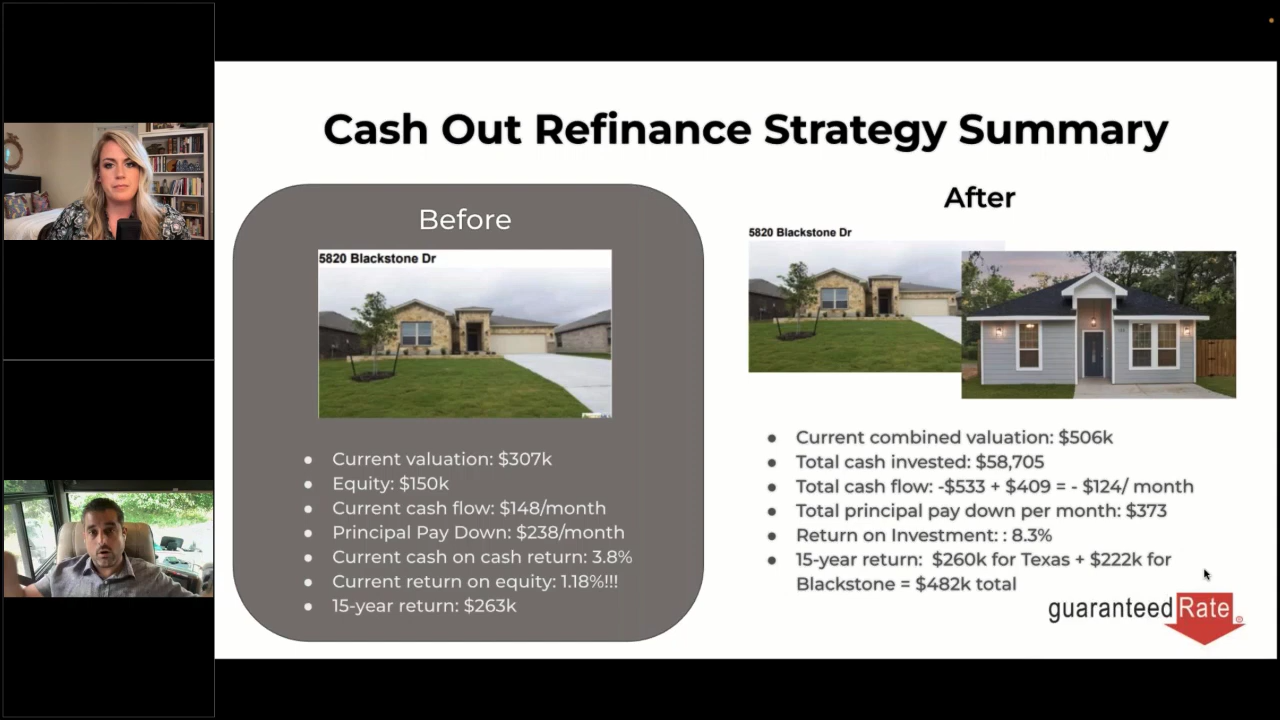 Cash Out Refinance Strategy Summary
Before
5820 Blackstone Dr
• Current valuation: $307k
• Equity: $150k
• Current cash flow: $148/month
• Principal Pay Down: $238/month
• Current cash on cash return: 3.8%
• Current return on equity: 1.18%!!!
• 15-year return: $263k
After
5820 Blackstone Dr
• Current combined valuation: $506k
• Total cash invested: $58,705
• Total cash flow: -$533 + $409 = - $124/ month
• Total principal pay down per month: $373
• Return on Investment: : 8.3%
• 15-year return:  $260k for Texas + $222k for
Blackstone = $482k total
guaranteedRate®